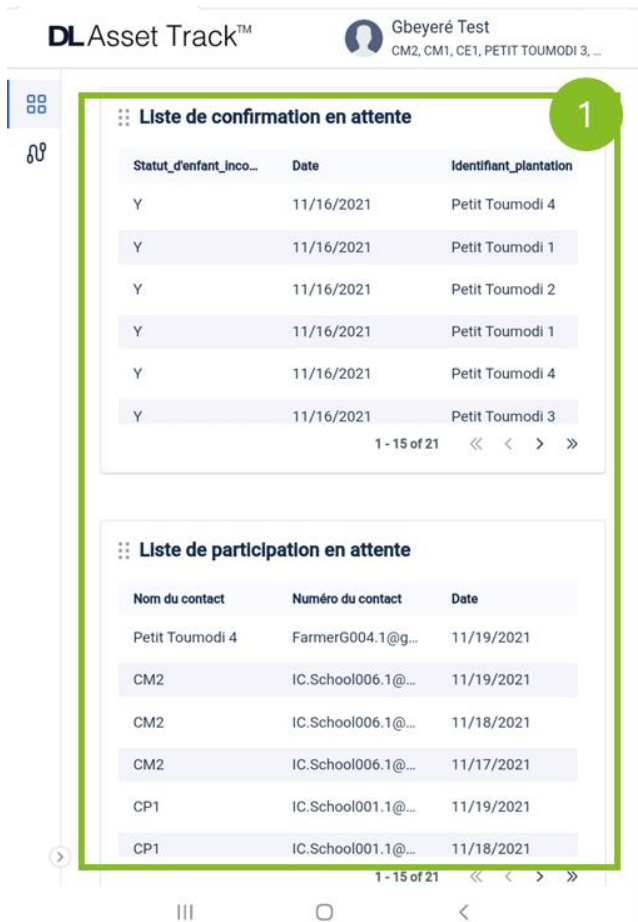 DLAsset Track™
Gbeyeré Test
CM2, CM1, CE1, PETIT TOUMODI 3, ...
1
Liste de confirmation en attente
Statut_d'enfant_inco... Date Identifiant_plantation
Y 11/16/2021 Petit Toumodi 4
Y 11/16/2021 Petit Toumodi 1
Y 11/16/2021 Petit Toumodi 2
Y 11/16/2021 Petit Toumodi 1
Y 11/16/2021 Petit Toumodi 4
Y 11/16/2021 Petit Toumodi 3
1 - 15 of 21
Liste de participation en attente
Nom du contact Numéro du contact Date
Petit Toumodi 4 FarmerG004.1@g... 11/19/2021
CM2 IC.School006.1@... 11/19/2021
CM2 IC.School006.1@... 11/18/2021
CM2 IC.School006.1@... 11/17/2021
CP1 IC.School001.1@... 11/19/2021
CP1 IC.School001.1@... 11/18/2021
1 - 15 of 21